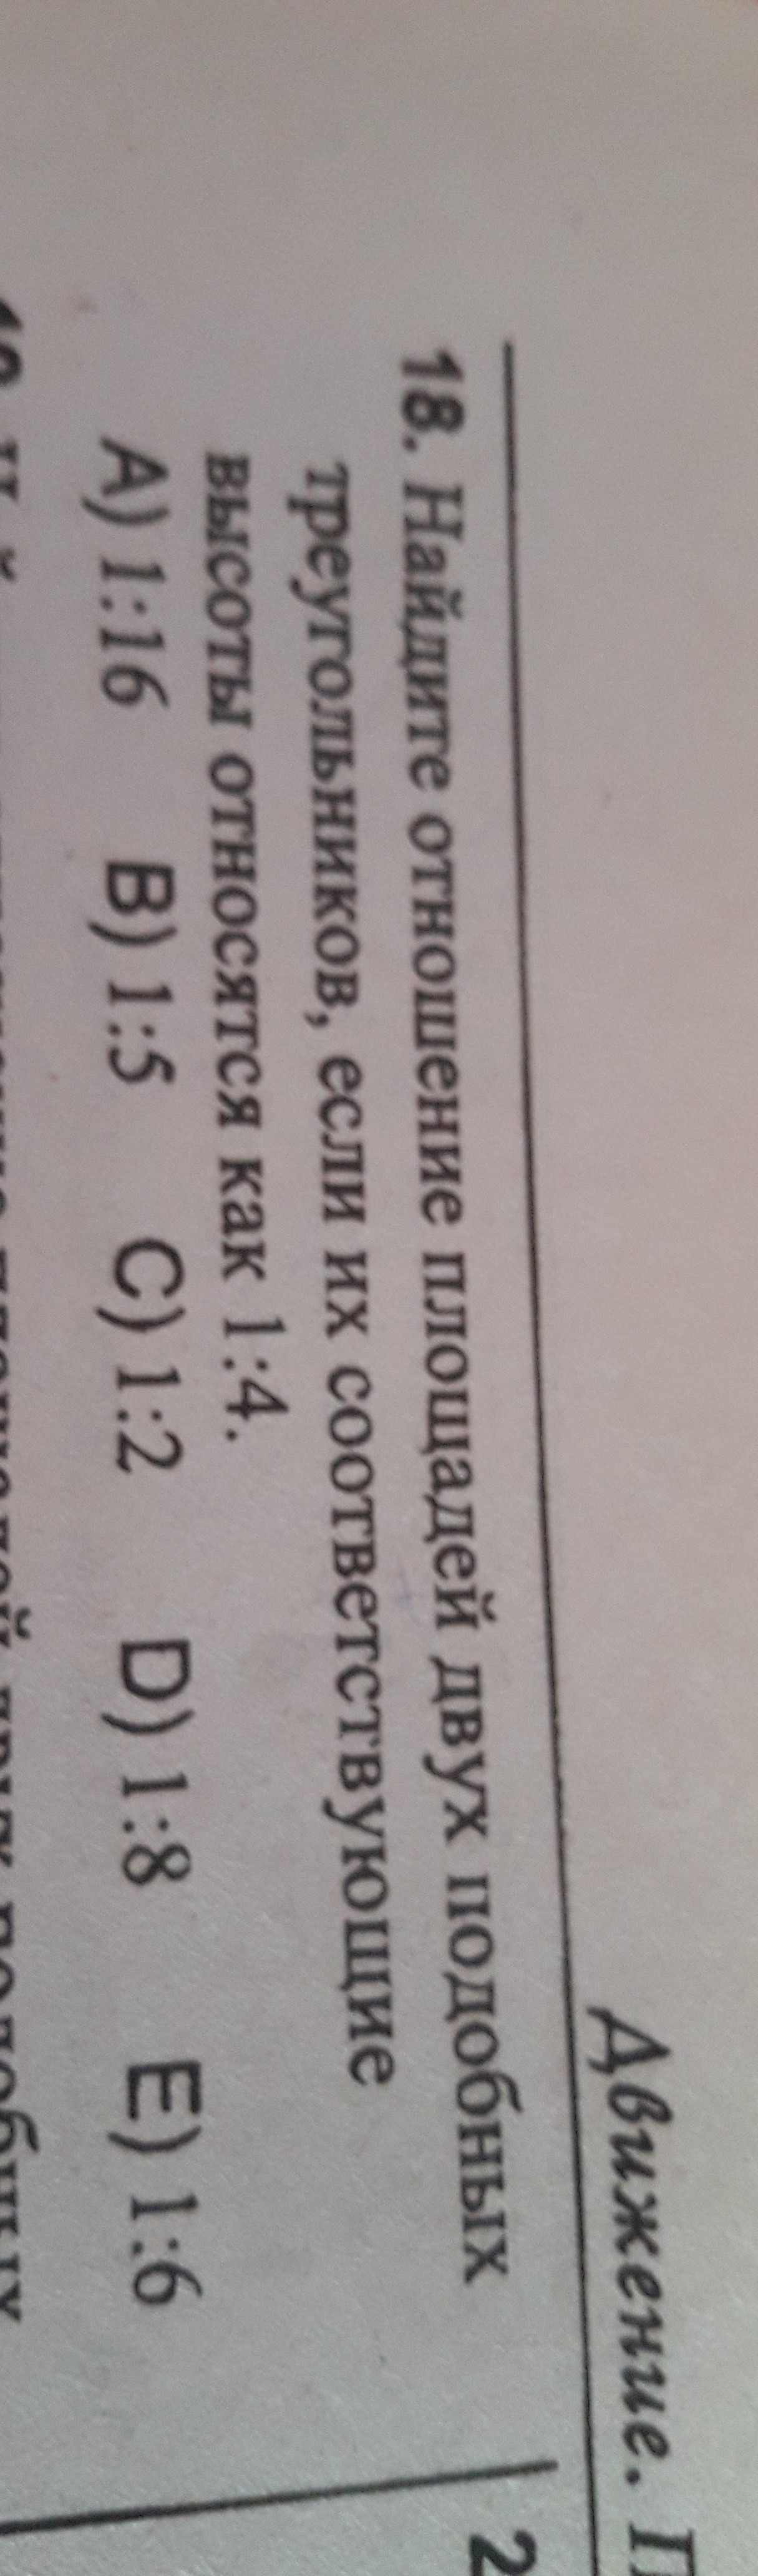 Движение.
18. Найдите отношение площадей двух подобных
треугольников, если их соответствующие
высоты относятся как 1:4.
A) 1:16 B) 1:5 C) 1:2 D) 1:8 E) 1:6
2